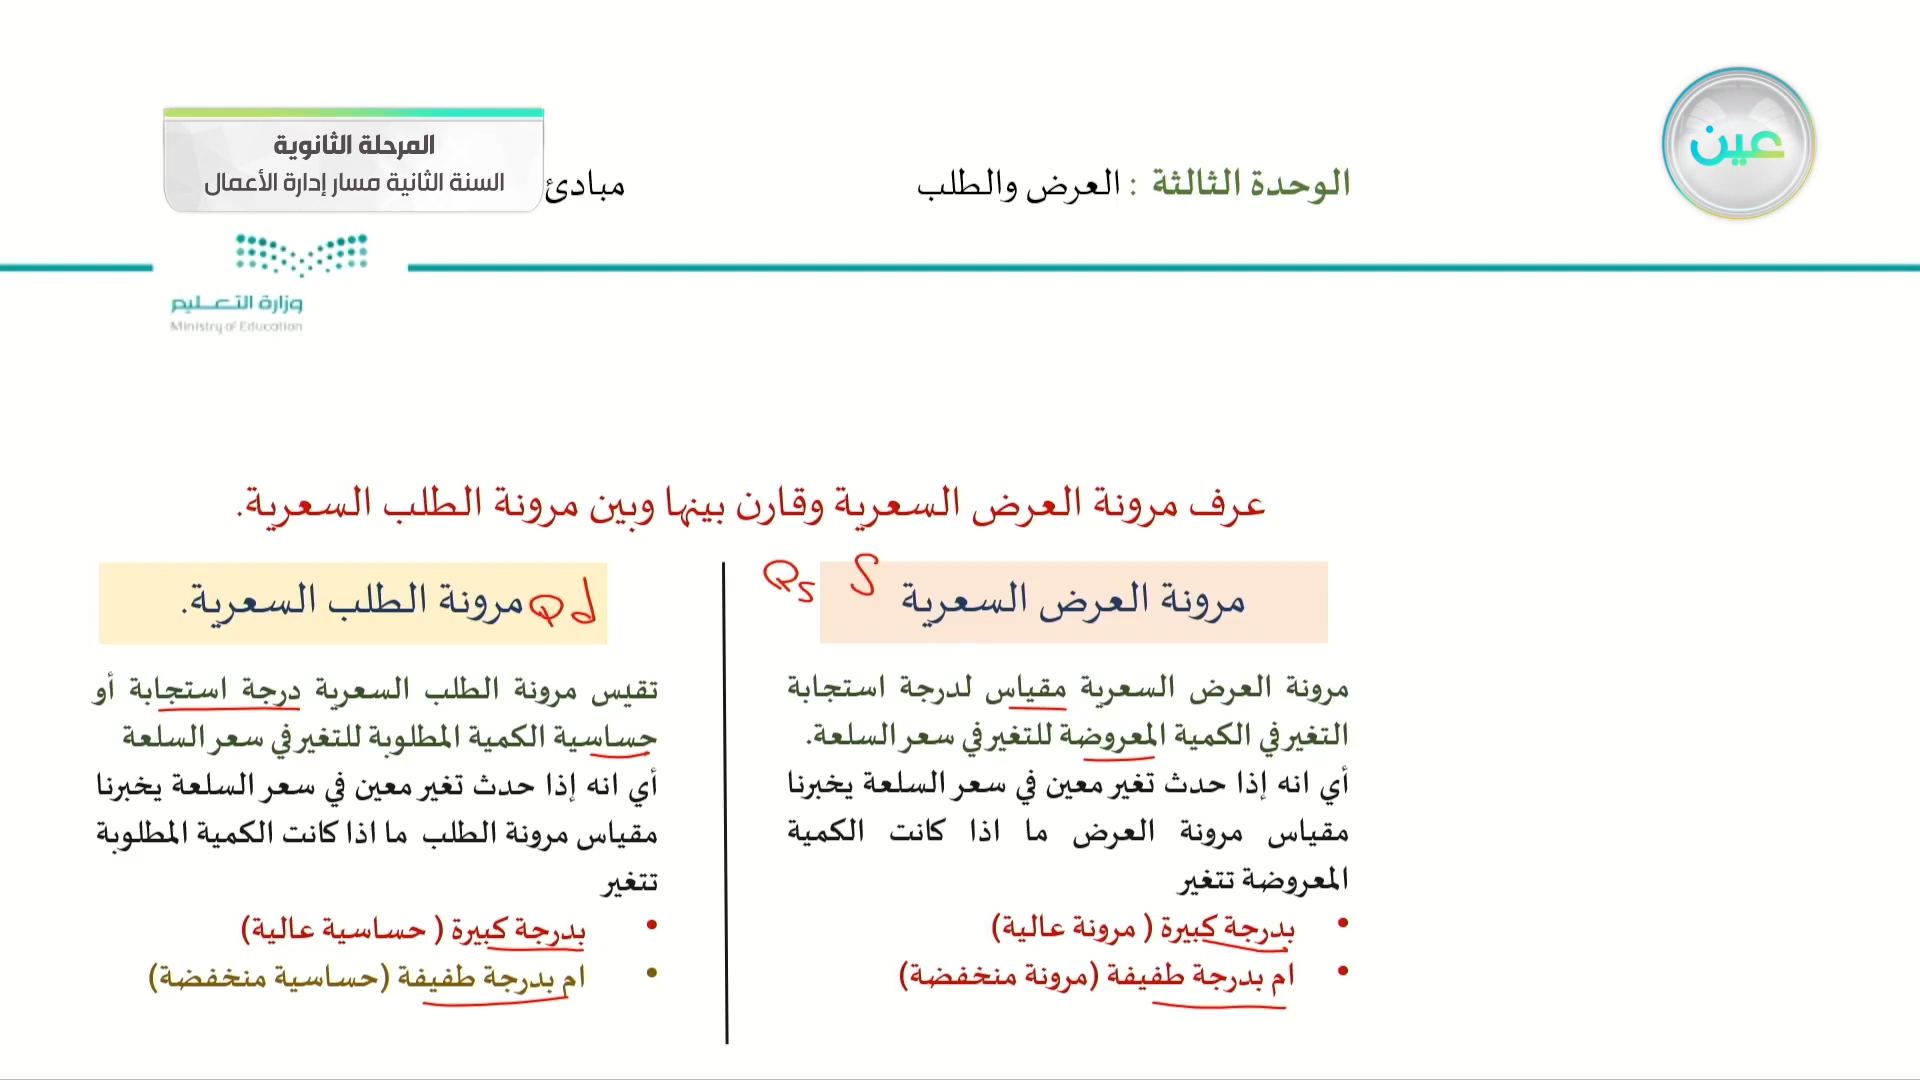 عين
المرحلة الثانوية
السنة الثانية مسار إدارة الأعمال
الوحدة الثالثة : العرض والطلب
مبادئ
وزارة التعليم
Ministry of Education
عرف مرونة العرض السعرية وقارن بينها وبين مرونة الطلب السعرية.
مرونة العرض السعرية S Qs
مرونة العرض السعرية مقياس لدرجة استجابة
التغير في الكمية المعروضة للتغير في سعر السلعة.
أي انه إذا حدث تغير معين في سعر السلعة يخبرنا
مقياس مرونة العرض ما اذا كانت الكمية
المعروضة تتغير
• بدرجة كبيرة ( مرونة عالية)
• ام بدرجة طفيفة (مرونة منخفضة)
Qd مرونة الطلب السعرية.
تقيس مرونة الطلب السعرية درجة استجابة أو
حساسية الكمية المطلوبة للتغير في سعر السلعة
أي انه إذا حدث تغير معين في سعر السلعة يخبرنا
مقياس مرونة الطلب ما اذا كانت الكمية المطلوبة
تتغير
• بدرجة كبيرة ( حساسية عالية)
• ام بدرجة طفيفة (حساسية منخفضة)